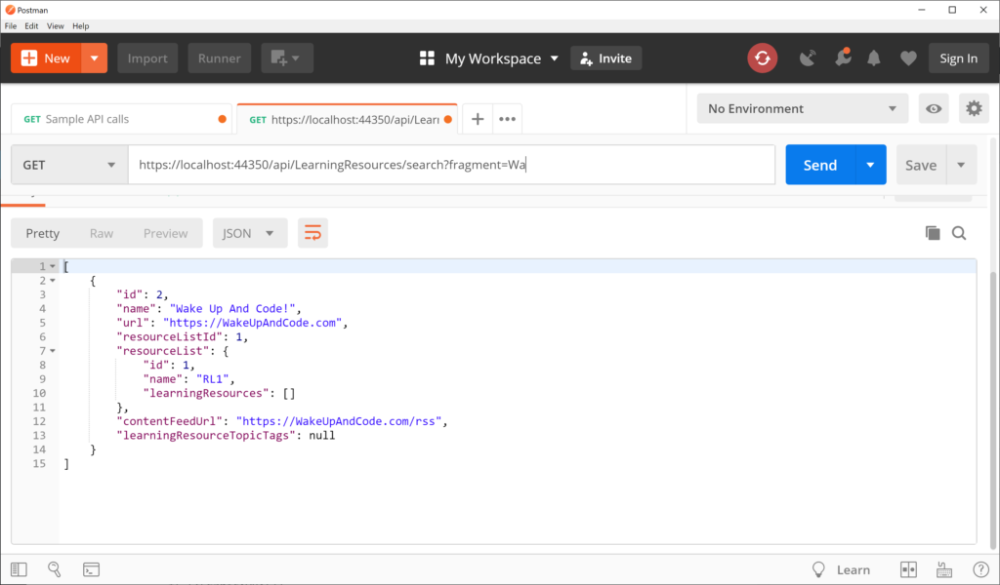 Postman
File Edit View Help
New Import Runner My Workspace Invite Sign In
GET Sample API calls GET https://localhost:44350/api/Lear No Environment
GET https://localhost:44350/api/LearningResources/search?fragment=Wa Send Save
Pretty Raw Preview JSON
1 [
2 {
3 "id": 2,
4 "name": "Wake Up And Code!",
5 "url": "https://WakeUpAndCode.com",
6 "resourceListId": 1,
7 "resourceList": {
8 "id": 1,
9 "name": "RL1",
10 "learningResources": []
11 },
12 "contentFeedUrl": "https://WakeUpAndCode.com/rss",
13 "learningResourceTopicTags": null
14 }
15 ]
Learn